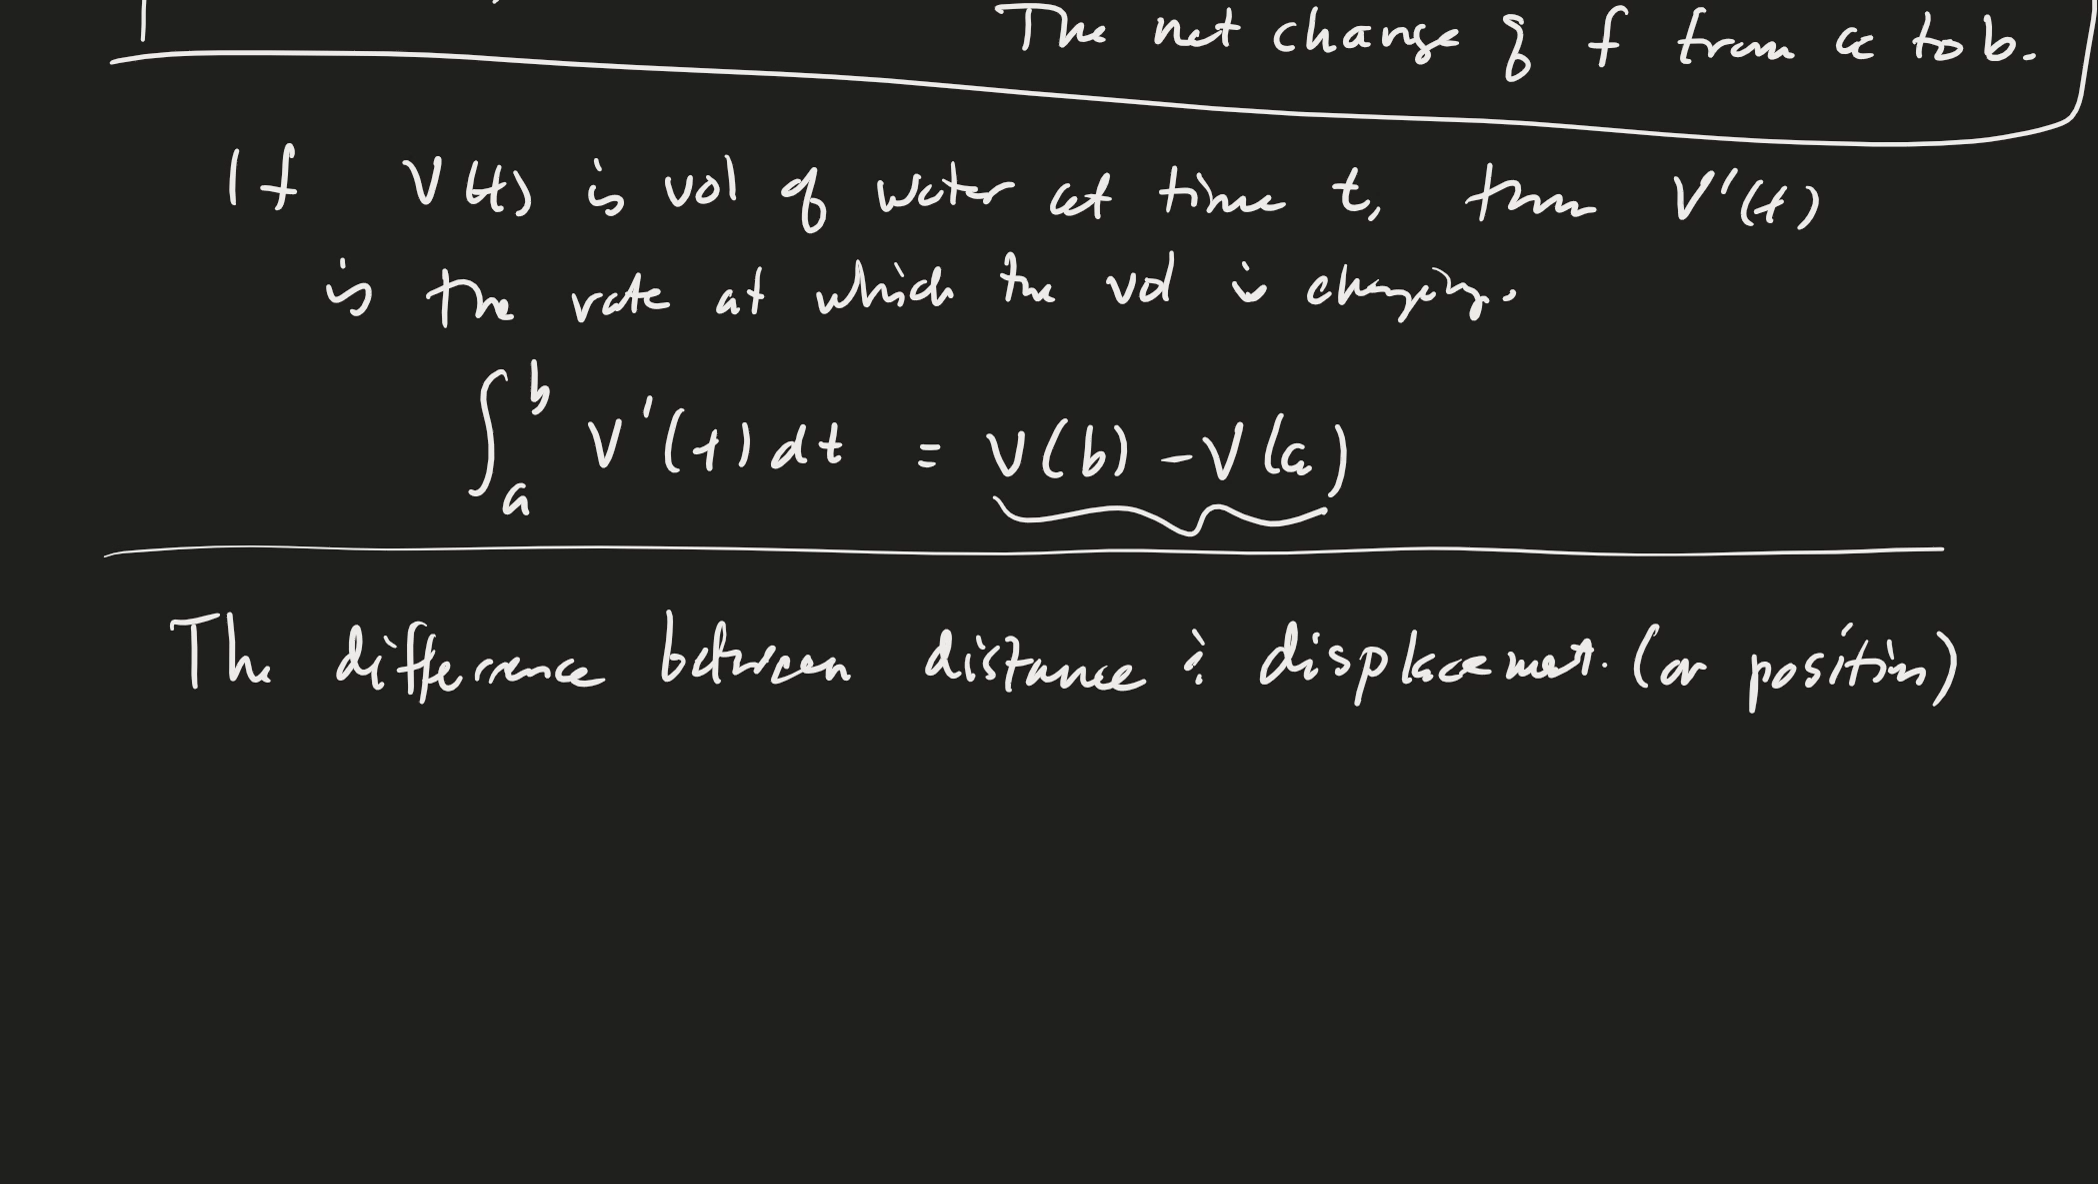 The net change of f from a to b.
If V(t) is vol of water at time t, then V'(t)
is the rate at which the vol is changing.
∫_a^b V'(t) dt = V(b) - V(a)
The difference between distance & displacement. (or position)